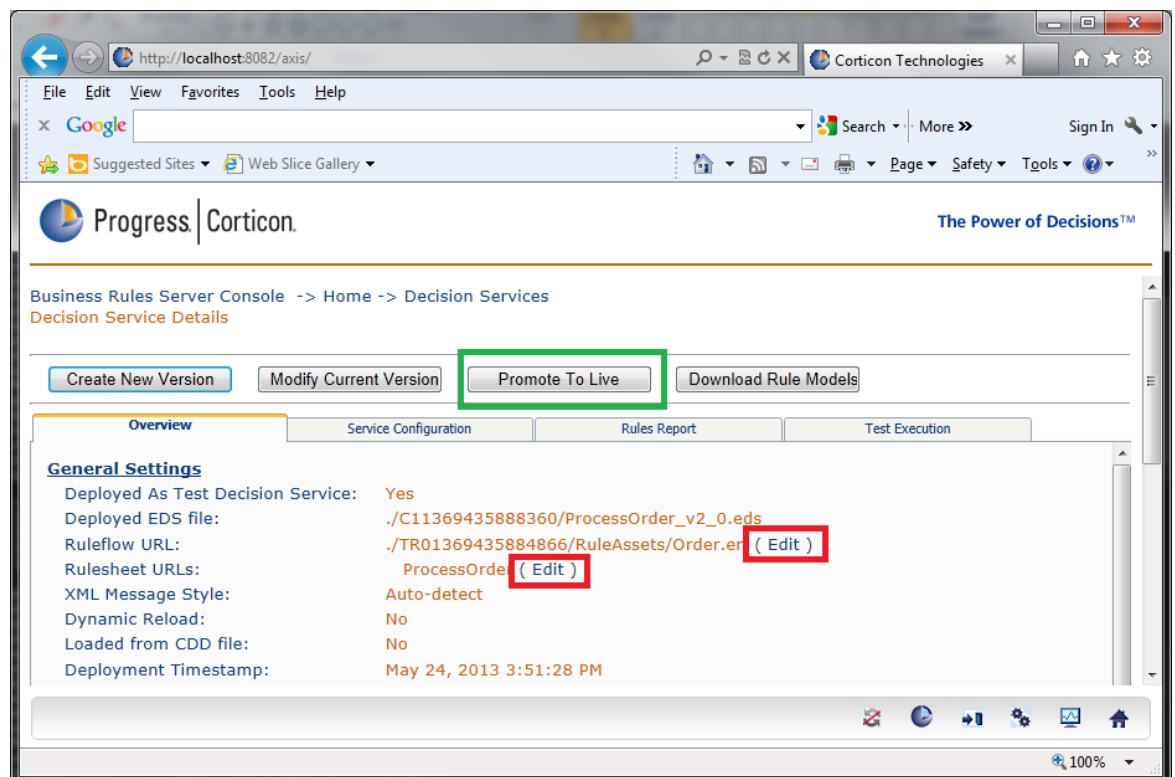 http://localhost:8082/axis/
Corticon Technologies
File Edit View Favorites Tools Help
x Google Search More >> Sign In
Suggested Sites Web Slice Gallery Page Safety Tools
Progress Corticon.
The Power of Decisions™
Business Rules Server Console -> Home -> Decision Services
Decision Service Details
Create New Version Modify Current Version Promote To Live Download Rule Models
Overview Service Configuration Rules Report Test Execution
General Settings
Deployed As Test Decision Service: Yes
Deployed EDS file: ./C11369435888360/ProcessOrder_v2_0.eds
Ruleflow URL: ./TR01369435884866/RuleAssets/Order.er ( Edit )
Rulesheet URLs: ProcessOrder ( Edit )
XML Message Style: Auto-detect
Dynamic Reload: No
Loaded from CDD file: No
Deployment Timestamp: May 24, 2013 3:51:28 PM
100%